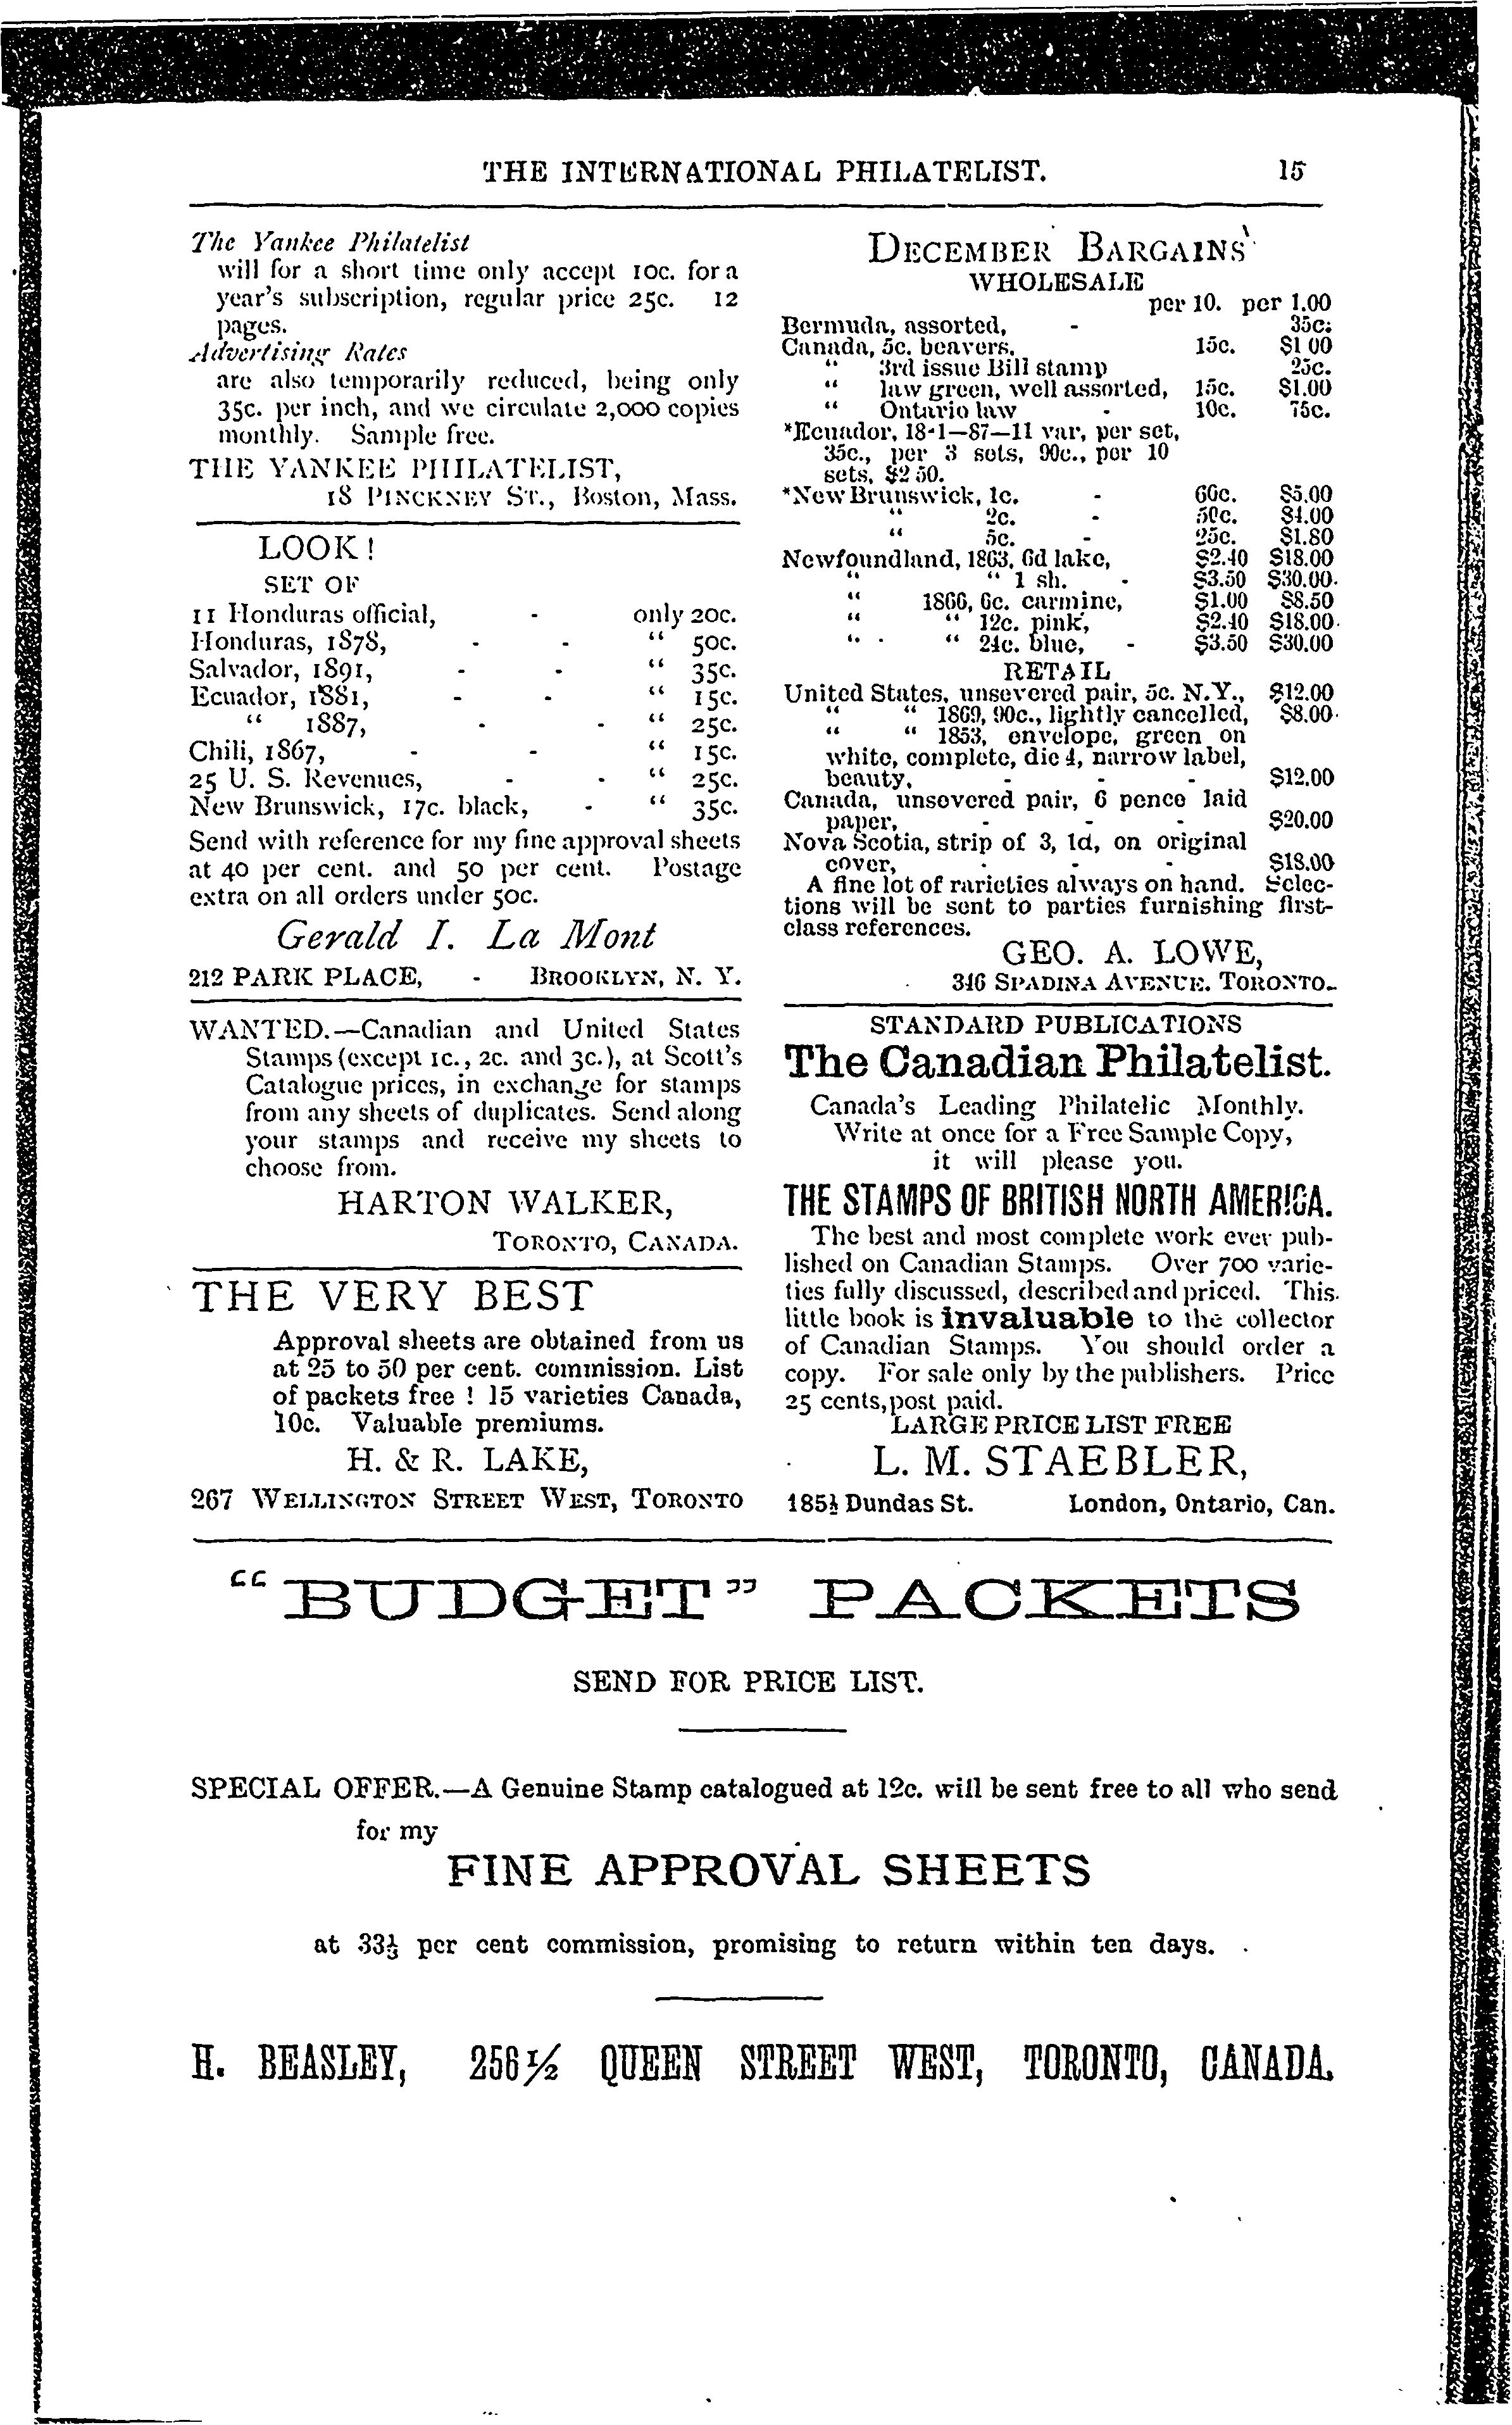 THE INTERNATIONAL PHILATELIST. 15
The Yankee Philatelist
will for a short time only accept 10c. for a
year's subscription, regular price 25c. 12
pages.
Advertising Rates
are also temporarily reduced, being only
35c. per inch, and we circulate 2,000 copies
monthly. Sample free.
THE YANKEE PHILATELIST,
18 PINCKNEY ST., Boston, Mass.
LOOK!
SET OF
11 Honduras official, - only 20c.
Honduras, 1878, - - " 50c.
Salvador, 1891, - - " 35c.
Ecuador, 1881, - - " 15c.
" 1887, - - " 25c.
Chili, 1867, - - " 15c.
25 U. S. Revenues, - - " 25c.
New Brunswick, 17c. black, - " 35c.
Send with reference for my fine approval sheets
at 40 per cent. and 50 per cent. Postage
extra on all orders under 50c.
Gerald I. La Mont
212 PARK PLACE, - BROOKLYN, N. Y.
WANTED.—Canadian and United States
Stamps (except 1c., 2c. and 3c.), at Scott's
Catalogue prices, in exchange for stamps
from any sheets of duplicates. Send along
your stamps and receive my sheets to
choose from.
HARTON WALKER,
TORONTO, CANADA.
THE VERY BEST
Approval sheets are obtained from us
at 25 to 50 per cent. commission. List
of packets free ! 15 varieties Canada,
10c. Valuable premiums.
H. & R. LAKE,
267 WELLINGTON STREET WEST, TORONTO
DECEMBER BARGAINS
WHOLESALE
per 10. per 1.00
Bermuda, assorted, - 35c.
Canada, 5c. beavers, 15c. $1 00
" 3rd issue Bill stamp 25c.
" law green, well assorted, 15c. $1.00
" Ontario law - 10c. 75c.
*Ecuador, —87—11 var, per set,
35c., per 3 sets, 90c., per 10
sets, $2 50.
*New Brunswick, 1c. - 60c. $5.00
" 2c. - 50c. $4.00
" 5c. - 25c. $1.80
Newfoundland, 1863, 6d lake, $2.40 $18.00
" " 1 sh. - $3.50 $30.00
" 1866, 6c. carmine, $1.00 $8.50
" " 12c. pink, $2.40 $18.00
" " 24c. blue, - $3.50 $30.00
RETAIL
United States, unsevered pair, 5c. N.Y., $12.00
" " 1869, 90c., lightly cancelled, $8.00
" " 1853, envelope, green on
white, complete, die 4, narrow label,
beauty, - - - $12.00
Canada, unsevered pair, 6 pence laid
paper, - - - $20.00
Nova Scotia, strip of 3, 1d, on original
cover, - - - $18.00
A fine lot of rarieties always on hand. Selec-
tions will be sent to parties furnishing first-
class references.
GEO. A. LOWE,
346 SPADINA AVENUE. TORONTO.
STANDARD PUBLICATIONS
The Canadian Philatelist.
Canada's Leading Philatelic Monthly.
Write at once for a Free Sample Copy,
it will please you.
THE STAMPS OF BRITISH NORTH AMERICA.
The best and most complete work ever pub-
lished on Canadian Stamps. Over 700 varie-
ties fully discussed, described and priced. This
little book is invaluable to the collector
of Canadian Stamps. You should order a
copy. For sale only by the publishers. Price
25 cents, post paid.
LARGE PRICE LIST FREE
L. M. STAEBLER,
185½ Dundas St. London, Ontario, Can.
"BUDGET" PACKETS
SEND FOR PRICE LIST.
SPECIAL OFFER.—A Genuine Stamp catalogued at 12c. will be sent free to all who send
for my
FINE APPROVAL SHEETS
at 33⅓ per cent commission, promising to return within ten days.
H. BEASLEY, 256½ QUEEN STREET WEST, TORONTO, CANADA.